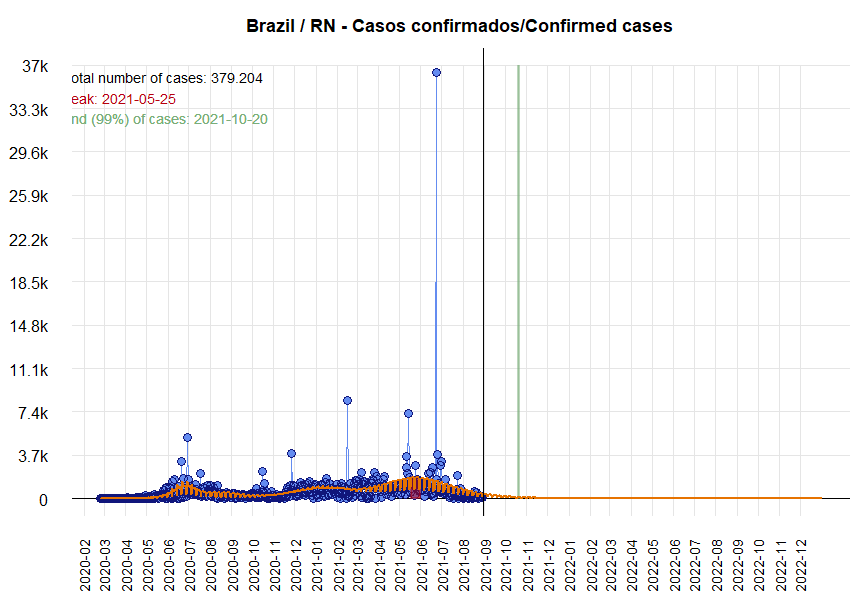 Brazil / RN - Casos confirmados/Confirmed cases
37k
otal number of cases: 379.204
eak: 2021-05-25
nd (99%) of cases: 2021-10-20
33.3k
29.6k
25.9k
22.2k
18.5k
14.8k
11.1k
7.4k
3.7k
0
2020-02
2020-03
2020-04
2020-05
2020-06
2020-07
2020-08
2020-09
2020-10
2020-11
2020-12
2021-01
2021-02
2021-03
2021-04
2021-05
2021-06
2021-07
2021-08
2021-09
2021-10
2021-11
2021-12
2022-01
2022-02
2022-03
2022-04
2022-05
2022-06
2022-07
2022-08
2022-09
2022-10
2022-11
2022-12